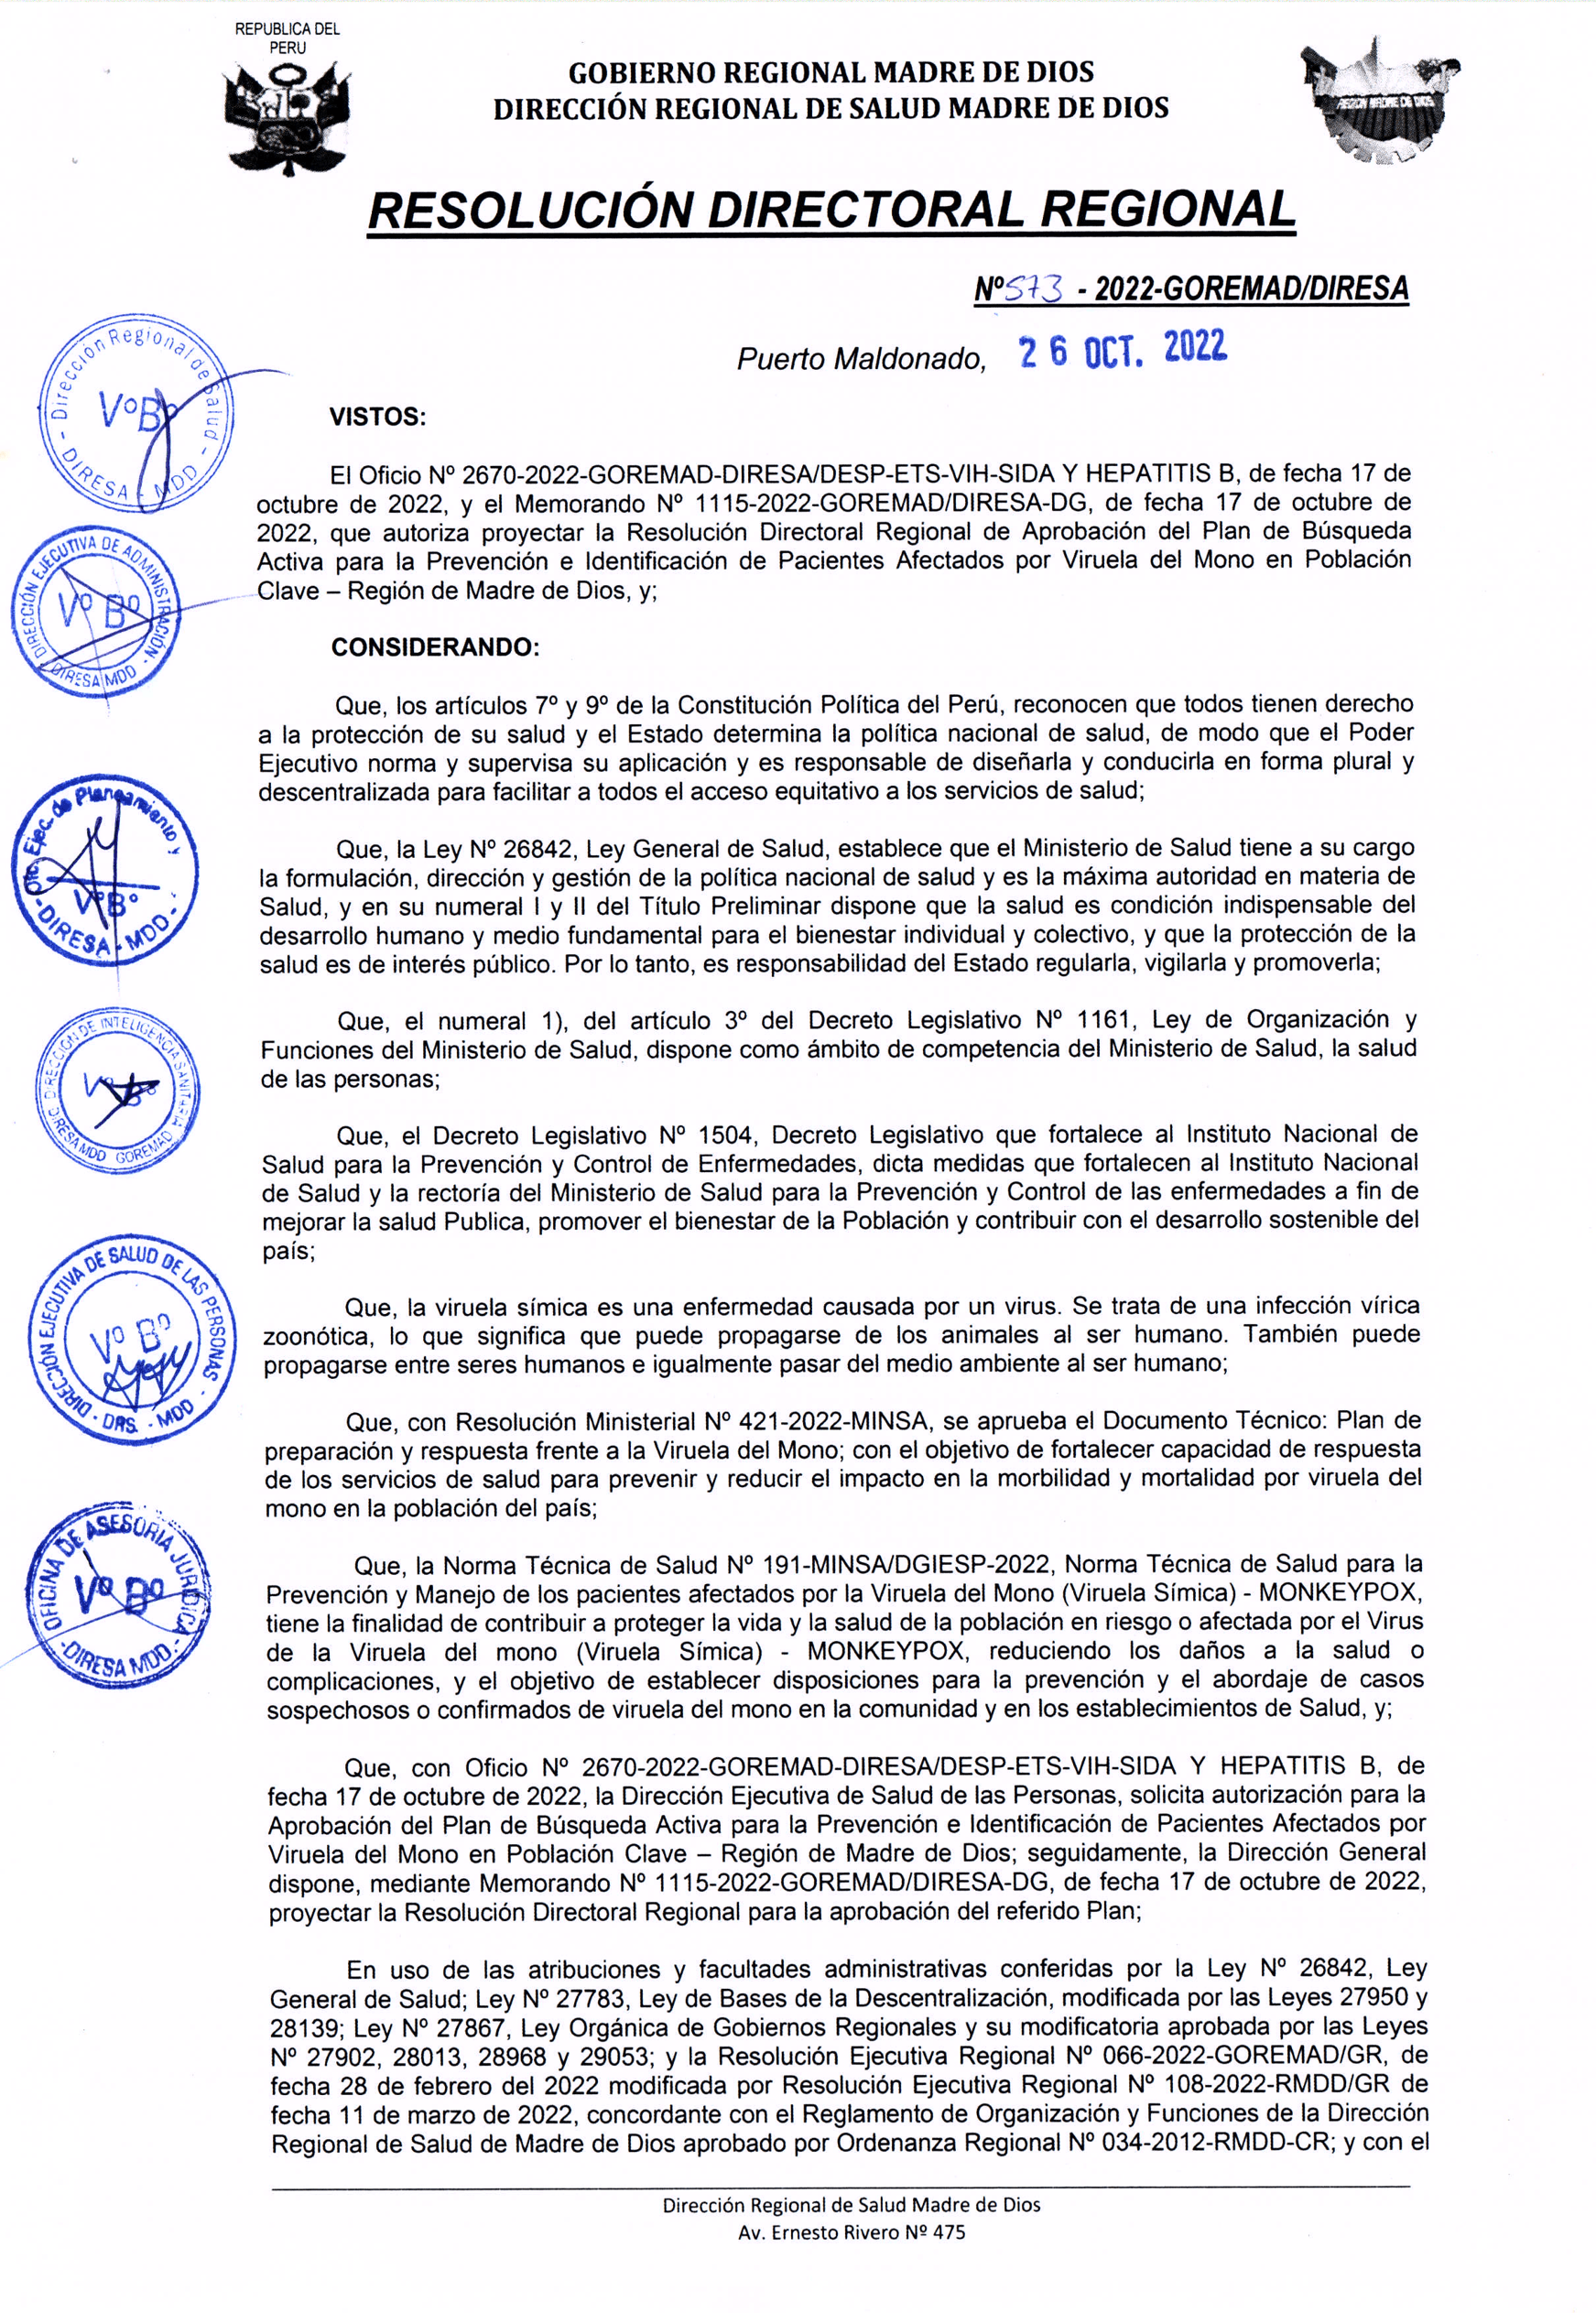 REPUBLICA DEL
PERU
GOBIERNO REGIONAL MADRE DE DIOS
DIRECCIÓN REGIONAL DE SALUD MADRE DE DIOS
REGION MADRE DE DIOS
RESOLUCIÓN DIRECTORAL REGIONAL
Nº573 - 2022-GOREMAD/DIRESA
Puerto Maldonado, 26 OCT. 2022
VISTOS:
El Oficio Nº 2670-2022-GOREMAD-DIRESA/DESP-ETS-VIH-SIDA Y HEPATITIS B, de fecha 17 de
octubre de 2022, y el Memorando Nº 1115-2022-GOREMAD/DIRESA-DG, de fecha 17 de octubre de
2022, que autoriza proyectar la Resolución Directoral Regional de Aprobación del Plan de Búsqueda
Activa para la Prevención e Identificación de Pacientes Afectados por Viruela del Mono en Población
Clave – Región de Madre de Dios, y;
CONSIDERANDO:
Que, los artículos 7º y 9º de la Constitución Política del Perú, reconocen que todos tienen derecho
a la protección de su salud y el Estado determina la política nacional de salud, de modo que el Poder
Ejecutivo norma y supervisa su aplicación y es responsable de diseñarla y conducirla en forma plural y
descentralizada para facilitar a todos el acceso equitativo a los servicios de salud;
Que, la Ley Nº 26842, Ley General de Salud, establece que el Ministerio de Salud tiene a su cargo
la formulación, dirección y gestión de la política nacional de salud y es la máxima autoridad en materia de
Salud, y en su numeral I y II del Título Preliminar dispone que la salud es condición indispensable del
desarrollo humano y medio fundamental para el bienestar individual y colectivo, y que la protección de la
salud es de interés público. Por lo tanto, es responsabilidad del Estado regularla, vigilarla y promoverla;
Que, el numeral 1), del artículo 3º del Decreto Legislativo Nº 1161, Ley de Organización y
Funciones del Ministerio de Salud, dispone como ámbito de competencia del Ministerio de Salud, la salud
de las personas;
Que, el Decreto Legislativo Nº 1504, Decreto Legislativo que fortalece al Instituto Nacional de
Salud para la Prevención y Control de Enfermedades, dicta medidas que fortalecen al Instituto Nacional
de Salud y la rectoría del Ministerio de Salud para la Prevención y Control de las enfermedades a fin de
mejorar la salud Publica, promover el bienestar de la Población y contribuir con el desarrollo sostenible del
país;
Que, la viruela símica es una enfermedad causada por un virus. Se trata de una infección vírica
zoonótica, lo que significa que puede propagarse de los animales al ser humano. También puede
propagarse entre seres humanos e igualmente pasar del medio ambiente al ser humano;
Que, con Resolución Ministerial Nº 421-2022-MINSA, se aprueba el Documento Técnico: Plan de
preparación y respuesta frente a la Viruela del Mono; con el objetivo de fortalecer capacidad de respuesta
de los servicios de salud para prevenir y reducir el impacto en la morbilidad y mortalidad por viruela del
mono en la población del país;
Que, la Norma Técnica de Salud Nº 191-MINSA/DGIESP-2022, Norma Técnica de Salud para la
Prevención y Manejo de los pacientes afectados por la Viruela del Mono (Viruela Símica) - MONKEYPOX,
tiene la finalidad de contribuir a proteger la vida y la salud de la población en riesgo o afectada por el Virus
de la Viruela del mono (Viruela Símica) - MONKEYPOX, reduciendo los daños a la salud o
complicaciones, y el objetivo de establecer disposiciones para la prevención y el abordaje de casos
sospechosos o confirmados de viruela del mono en la comunidad y en los establecimientos de Salud, y;
Que, con Oficio Nº 2670-2022-GOREMAD-DIRESA/DESP-ETS-VIH-SIDA Y HEPATITIS B, de
fecha 17 de octubre de 2022, la Dirección Ejecutiva de Salud de las Personas, solicita autorización para la
Aprobación del Plan de Búsqueda Activa para la Prevención e Identificación de Pacientes Afectados por
Viruela del Mono en Población Clave – Región de Madre de Dios; seguidamente, la Dirección General
dispone, mediante Memorando Nº 1115-2022-GOREMAD/DIRESA-DG, de fecha 17 de octubre de 2022,
proyectar la Resolución Directoral Regional para la aprobación del referido Plan;
En uso de las atribuciones y facultades administrativas conferidas por la Ley Nº 26842, Ley
General de Salud; Ley Nº 27783, Ley de Bases de la Descentralización, modificada por las Leyes 27950 y
28139; Ley Nº 27867, Ley Orgánica de Gobiernos Regionales y su modificatoria aprobada por las Leyes
Nº 27902, 28013, 28968 y 29053; y la Resolución Ejecutiva Regional Nº 066-2022-GOREMAD/GR, de
fecha 28 de febrero del 2022 modificada por Resolución Ejecutiva Regional Nº 108-2022-RMDD/GR de
fecha 11 de marzo de 2022, concordante con el Reglamento de Organización y Funciones de la Dirección
Regional de Salud de Madre de Dios aprobado por Ordenanza Regional Nº 034-2012-RMDD-CR; y con el
Dirección Regional de Salud Madre de Dios
Av. Ernesto Rivero Nº 475
Dirección Regional de Salud
VºBº
DIRESA - MDD
DIRECCIÓN EJECUTIVA DE ADMINISTRACIÓN
Vº Bº
DIRESA MDD
Ejec. de Planeamiento y
VºBº
DIRESA - MDD
DIRECCION DE INTELIGENCIA SANITARIA
Vº Bº
DIRESA MDD GOREMAD
DIRECCIÓN EJECUTIVA DE SALUD DE LAS PERSONAS
Vº Bº
DRS. - MDD
OFICINA DE ASESORIA JURIDICA
Vº Bº
DIRESA MDD